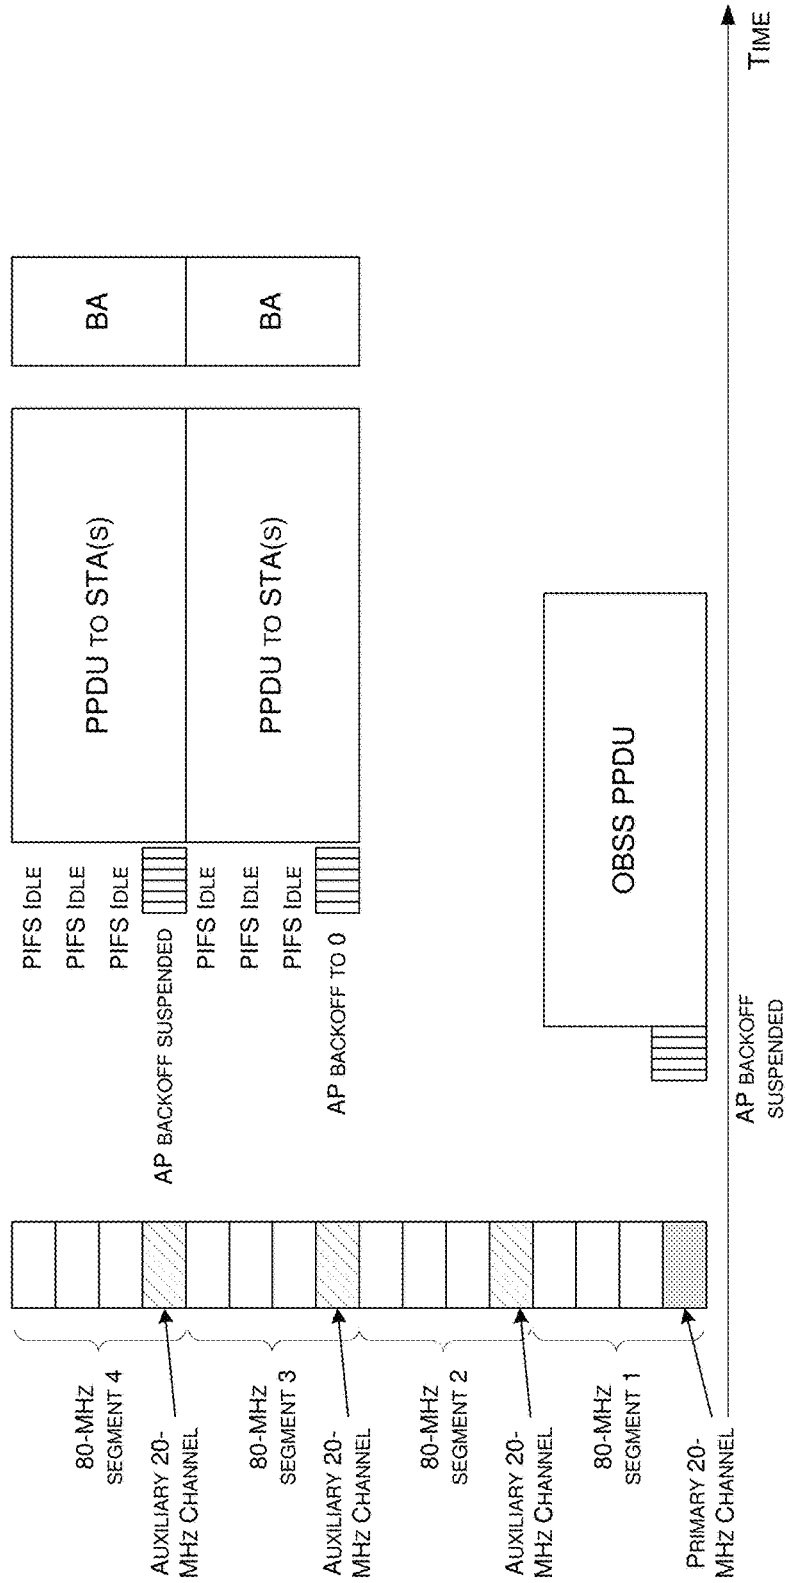 80-MHz
SEGMENT 4
AUXILIARY 20-
MHz CHANNEL
80-MHz
SEGMENT 3
AUXILIARY 20-
MHz CHANNEL
80-MHz
SEGMENT 2
AUXILIARY 20-
MHz CHANNEL
80-MHz
SEGMENT 1
PRIMARY 20-
MHz CHANNEL
PIFS IDLE
PIFS IDLE
PIFS IDLE
AP BACKOFF SUSPENDED
PIFS IDLE
PIFS IDLE
PIFS IDLE
AP BACKOFF TO 0
AP BACKOFF
SUSPENDED
PPDU TO STA(S)
PPDU TO STA(S)
OBSS PPDU
BA
BA
TIME